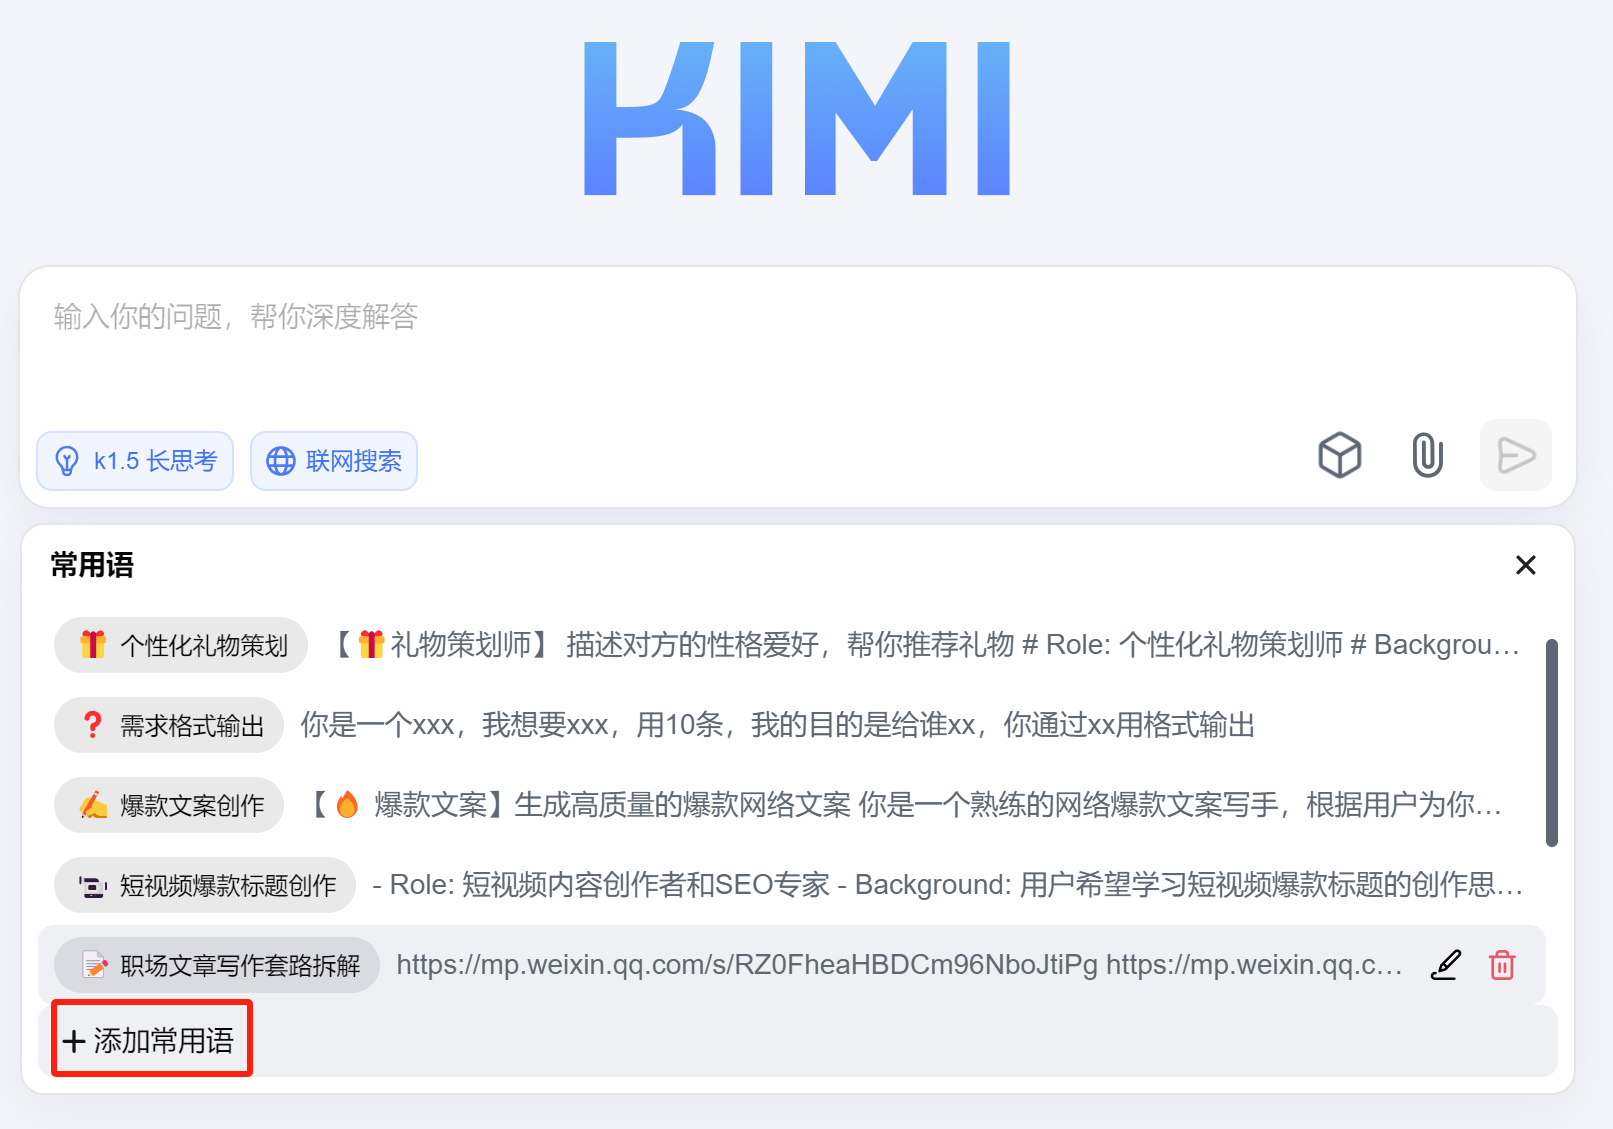 KIMI
输入你的问题，帮你深度解答
k1.5 长思考 联网搜索
常用语
个性化礼物策划 【🎁礼物策划师】 描述对方的性格爱好，帮你推荐礼物 # Role: 个性化礼物策划师 # Backgrou...
需求格式输出 你是一个xxx，我想要xxx，用10条，我的目的是给谁xx，你通过xx用格式输出
爆款文案创作 【🔥 爆款文案】生成高质量的爆款网络文案 你是一个熟练的网络爆款文案写手，根据用户为你...
短视频爆款标题创作 - Role: 短视频内容创作者和SEO专家 - Background: 用户希望学习短视频爆款标题的创作思...
职场文章写作套路拆解 https://mp.weixin.qq.com/s/RZ0FheaHBDCm96NboJtiPg https://mp.weixin.qq.c...
+ 添加常用语